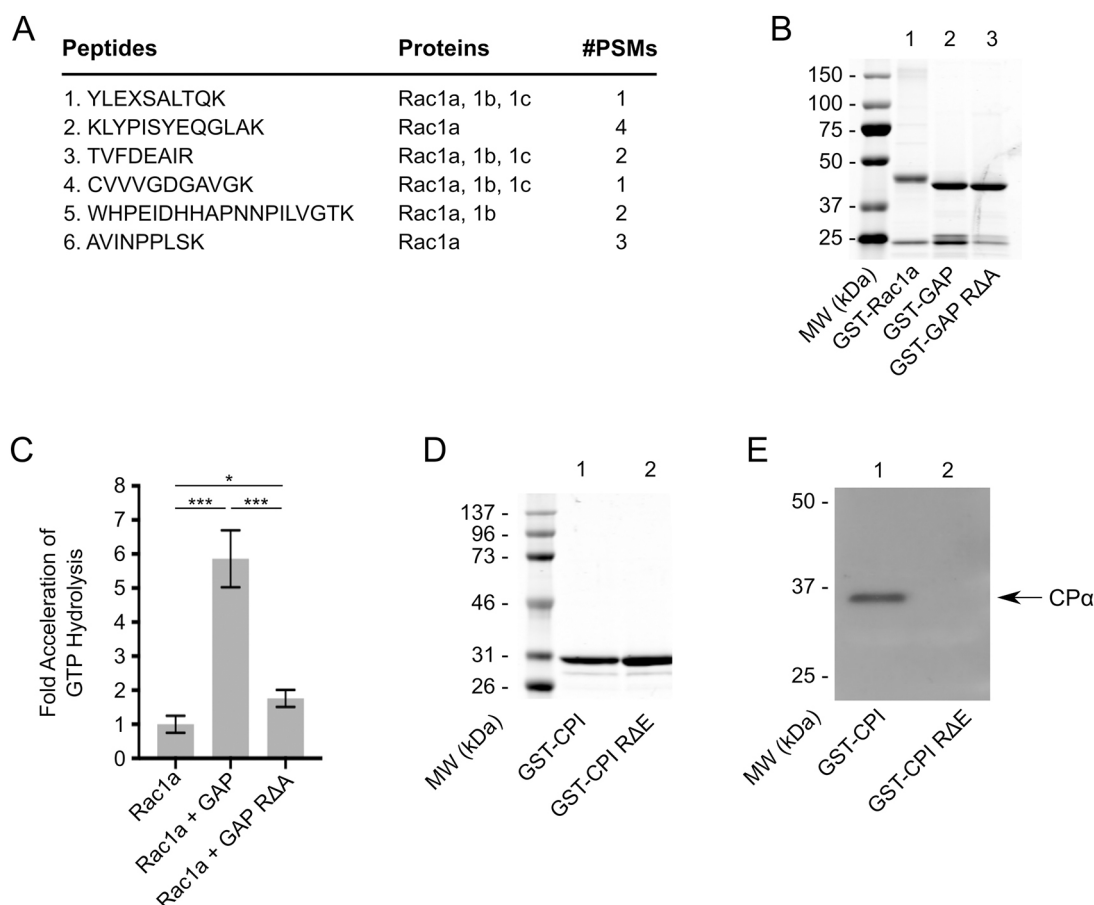 A
Peptides Proteins #PSMs
1. YLEXSALTQK Rac1a, 1b, 1c 1
2. KLYPISYEQGLAK Rac1a 4
3. TVFDEAIR Rac1a, 1b, 1c 2
4. CVVVGDGAVGK Rac1a, 1b, 1c 1
5. WHPEIDHHAPNNPILVGTK Rac1a, 1b 2
6. AVINPPLSK Rac1a 3
B
1 2 3
150 -
100 -
75 -
50 -
37 -
25 -
MW (kDa)
GST-Rac1a
GST-GAP
GST-GAP RΔA
C
Fold Acceleration of
GTP Hydrolysis
8
7
6
5
4
3
2
1
0
*
*** ***
Rac1a
Rac1a + GAP
Rac1a + GAP RΔA
D
1 2
137 -
96 -
73 -
46 -
31 -
26 -
MW (kDa)
GST-CPI
GST-CPI RΔE
E
1 2
50 -
37 -
25 -
CPα
MW (kDa)
GST-CPI
GST-CPI RΔE